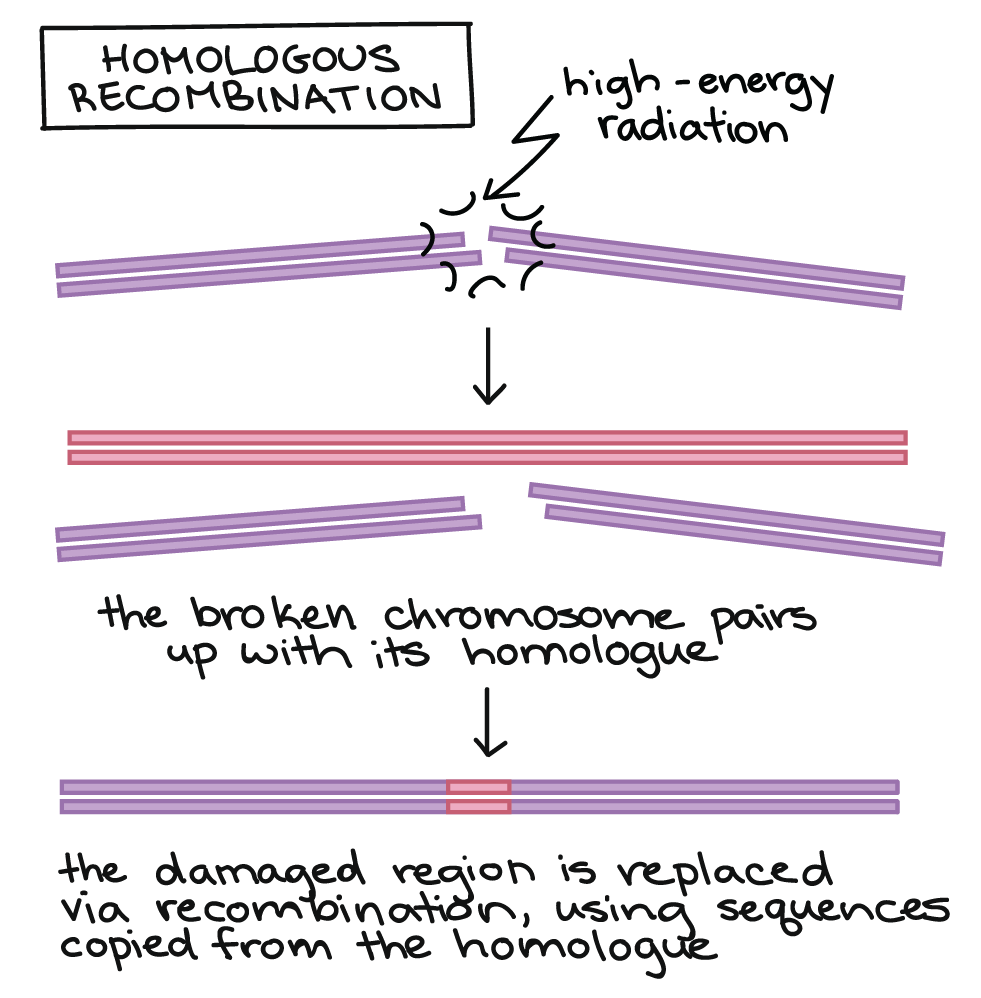 HOMOLOGOUS
RECOMBINATION
high-energy
radiation
the broken chromosome pairs
up with its homologue
the damaged region is replaced
via recombination, using sequences
copied from the homologue